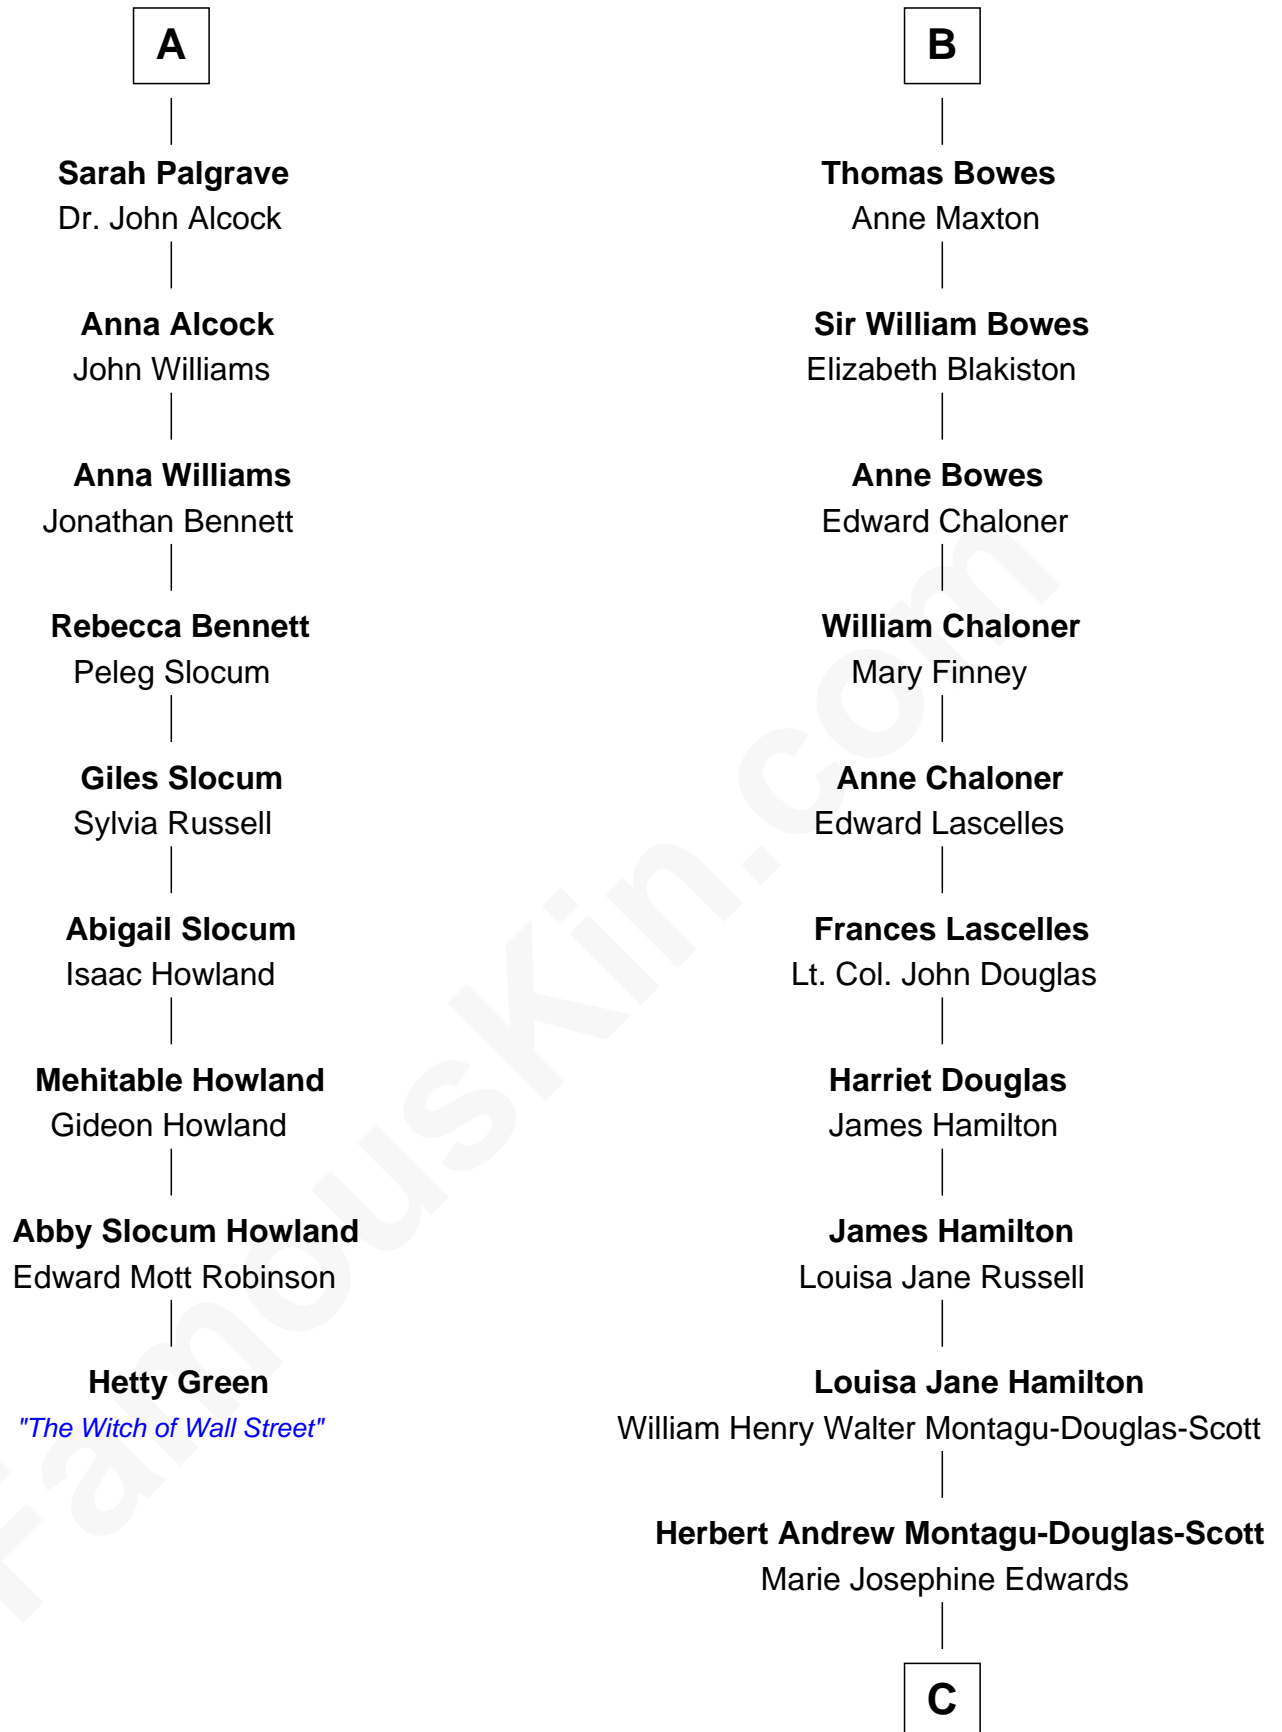 A
Sarah Palgrave
Dr. John Alcock
Anna Alcock
John Williams
Anna Williams
Jonathan Bennett
Rebecca Bennett
Peleg Slocum
Giles Slocum
Sylvia Russell
Abigail Slocum
Isaac Howland
Mehitable Howland
Gideon Howland
Abby Slocum Howland
Edward Mott Robinson
Hetty Green
"The Witch of Wall Street"
B
Thomas Bowes
Anne Maxton
Sir William Bowes
Elizabeth Blakiston
Anne Bowes
Edward Chaloner
William Chaloner
Mary Finney
Anne Chaloner
Edward Lascelles
Frances Lascelles
Lt. Col. John Douglas
Harriet Douglas
James Hamilton
James Hamilton
Louisa Jane Russell
Louisa Jane Hamilton
William Henry Walter Montagu-Douglas-Scott
Herbert Andrew Montagu-Douglas-Scott
Marie Josephine Edwards
C
FamousKin.com